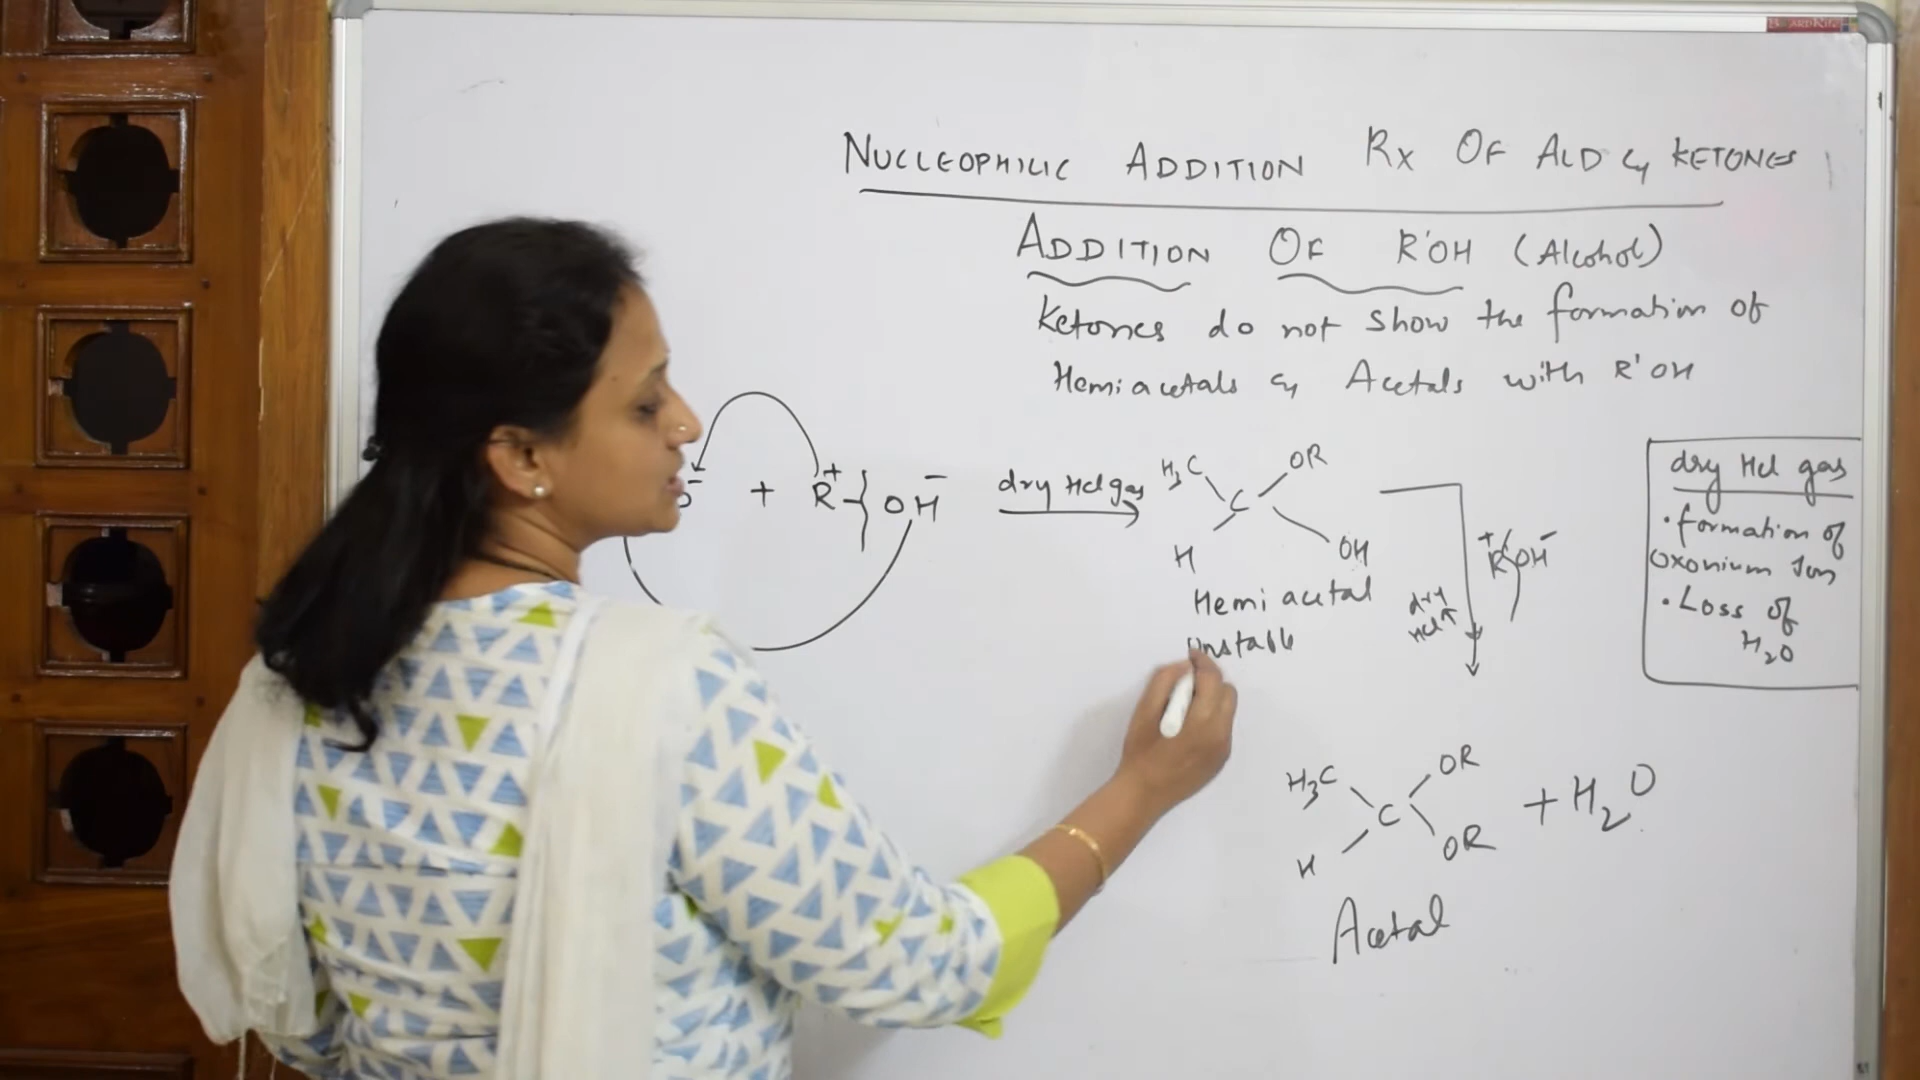 NUCLEOPHILIC ADDITION Rx OF ALD & KETONES
ADDITION OF R'OH (Alcohol)
Ketones do not show the formation of
Hemiacetals & Acetals with R'OH
+ R⁺ OH⁻
dry Hcl gas
H₃C OR
C
H OH
Hemi acetal
Unstable
R⁺ OH⁻
dry
Hcl
dry Hcl gas
• formation of
Oxonium Ion
• Loss of
H₂O
H₃C OR
C + H₂O
H OR
Acetal